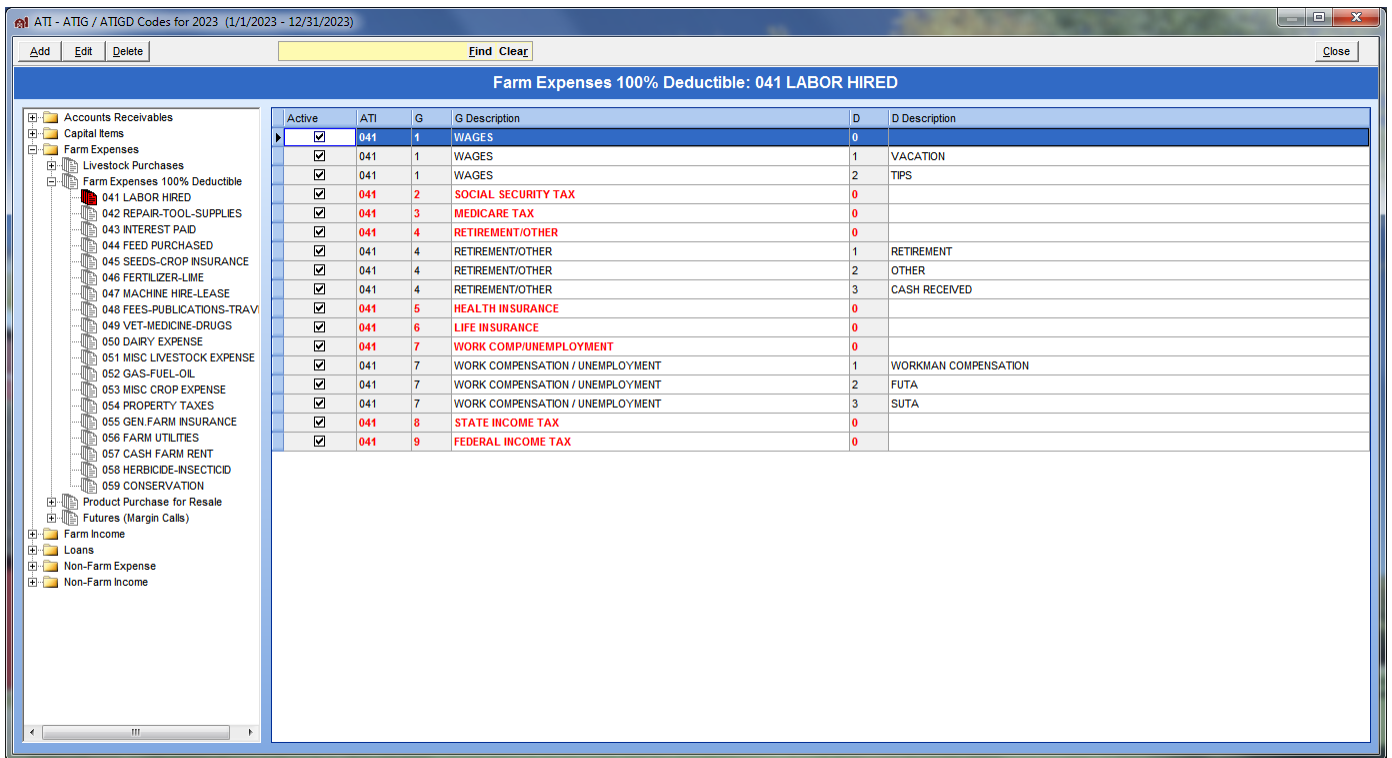 ATI - ATIG / ATIGD Codes for 2023 (1/1/2023 - 12/31/2023)
Add Edit Delete Find Clear Close
Farm Expenses 100% Deductible: 041 LABOR HIRED
Accounts Receivables
Capital Items
Farm Expenses
Livestock Purchases
Farm Expenses 100% Deductible
041 LABOR HIRED
042 REPAIR-TOOL-SUPPLIES
043 INTEREST PAID
044 FEED PURCHASED
045 SEEDS-CROP INSURANCE
046 FERTILIZER-LIME
047 MACHINE HIRE-LEASE
048 FEES-PUBLICATIONS-TRAV
049 VET-MEDICINE-DRUGS
050 DAIRY EXPENSE
051 MISC LIVESTOCK EXPENSE
052 GAS-FUEL-OIL
053 MISC CROP EXPENSE
054 PROPERTY TAXES
055 GEN.FARM INSURANCE
056 FARM UTILITIES
057 CASH FARM RENT
058 HERBICIDE-INSECTICID
059 CONSERVATION
Product Purchase for Resale
Futures (Margin Calls)
Farm Income
Loans
Non-Farm Expense
Non-Farm Income
Active ATI G G Description D D Description
041 1 WAGES 0
041 1 WAGES 1 VACATION
041 1 WAGES 2 TIPS
041 2 SOCIAL SECURITY TAX 0
041 3 MEDICARE TAX 0
041 4 RETIREMENT/OTHER 0
041 4 RETIREMENT/OTHER 1 RETIREMENT
041 4 RETIREMENT/OTHER 2 OTHER
041 4 RETIREMENT/OTHER 3 CASH RECEIVED
041 5 HEALTH INSURANCE 0
041 6 LIFE INSURANCE 0
041 7 WORK COMP/UNEMPLOYMENT 0
041 7 WORK COMPENSATION / UNEMPLOYMENT 1 WORKMAN COMPENSATION
041 7 WORK COMPENSATION / UNEMPLOYMENT 2 FUTA
041 7 WORK COMPENSATION / UNEMPLOYMENT 3 SUTA
041 8 STATE INCOME TAX 0
041 9 FEDERAL INCOME TAX 0